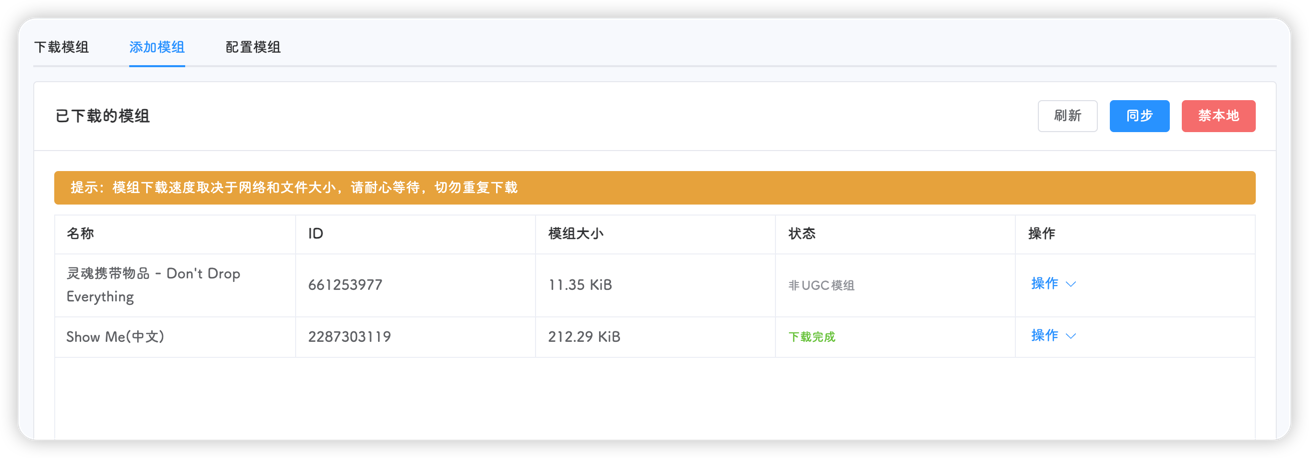 下载模组 添加模组 配置模组
已下载的模组 刷新 同步 禁本地
提示：模组下载速度取决于网络和文件大小，请耐心等待，切勿重复下载
名称 ID 模组大小 状态 操作
灵魂携带物品 - Don't Drop
Everything 661253977 11.35 KiB 非UGC模组 操作
Show Me(中文) 2287303119 212.29 KiB 下载完成 操作